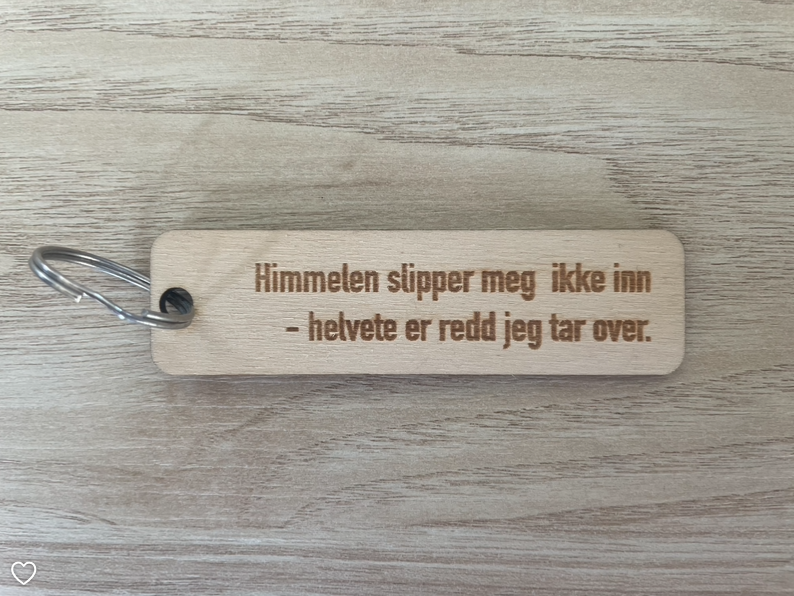 Himmelen slipper meg ikke inn
– helvete er redd jeg tar over.